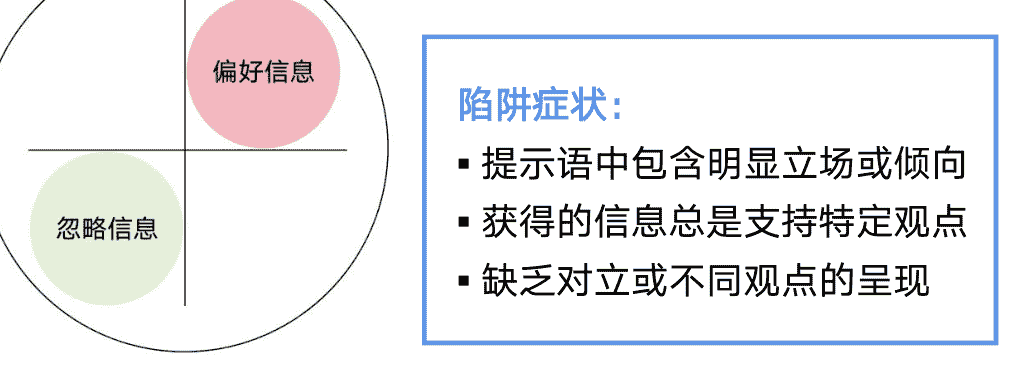 偏好信息
忽略信息
陷阱症状：
▪ 提示语中包含明显立场或倾向
▪ 获得的信息总是支持特定观点
▪ 缺乏对立或不同观点的呈现